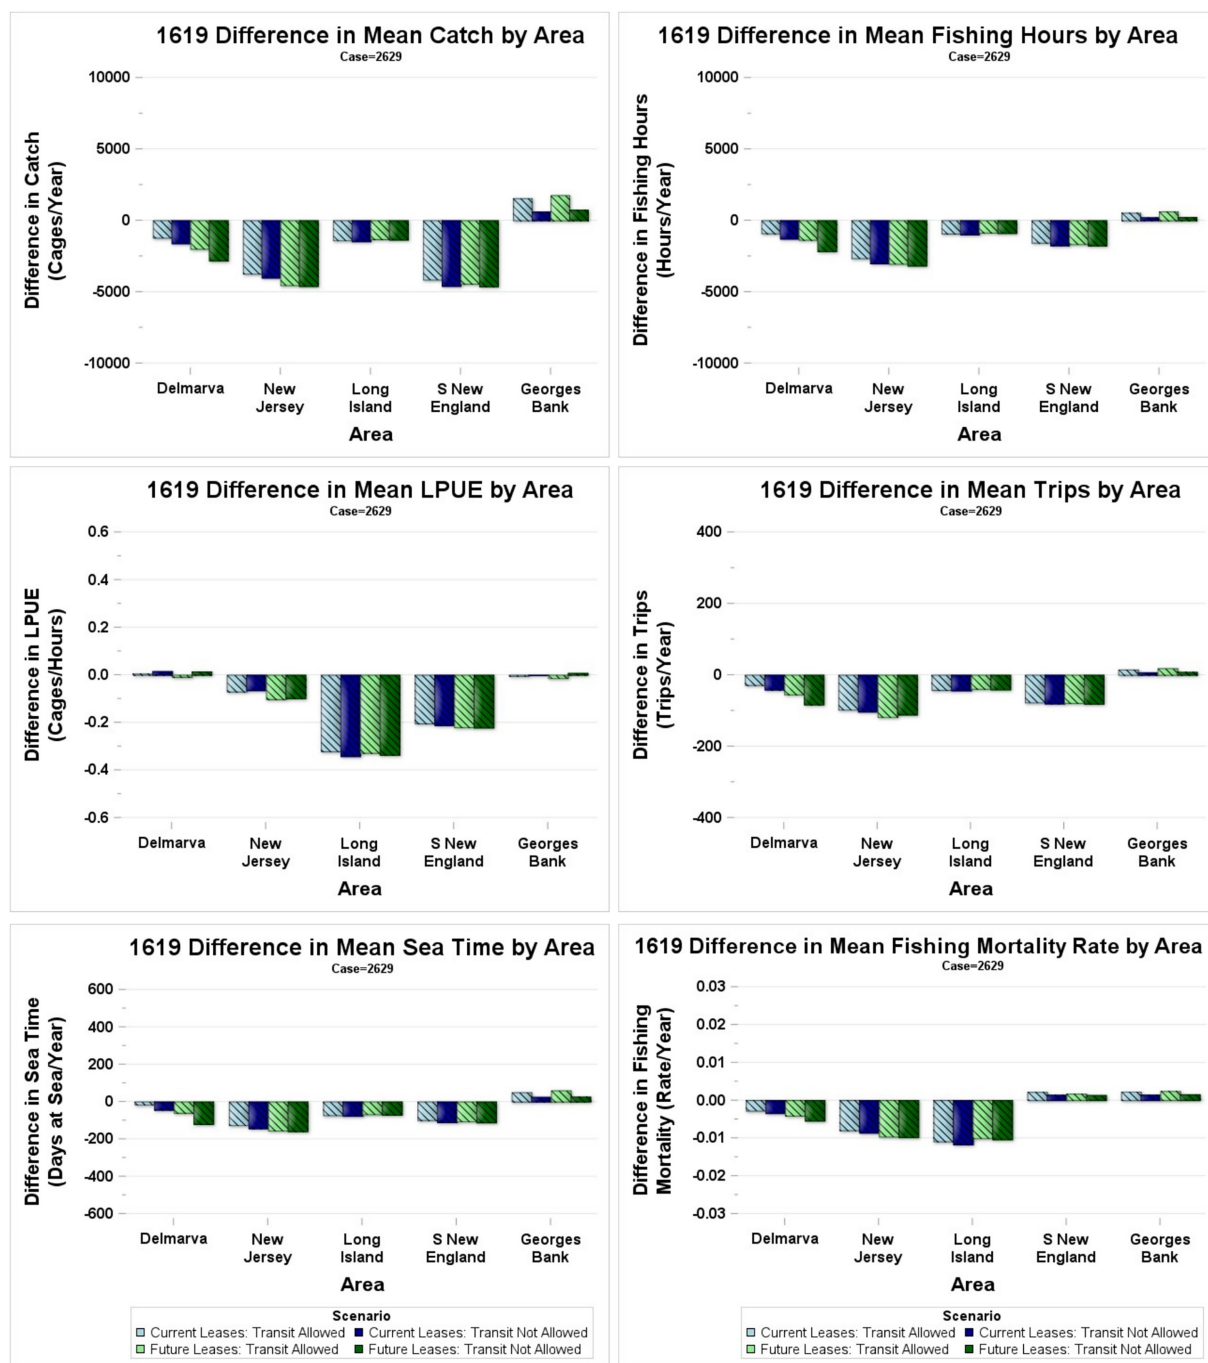 1619 Difference in Mean Catch by Area
Case=2629
Difference in Catch
(Cages/Year)
10000
5000
0
-5000
-10000
Delmarva
New
Jersey
Long
Island
S New
England
Georges
Bank
Area
1619 Difference in Mean Fishing Hours by Area
Case=2629
Difference in Fishing Hours
(Hours/Year)
10000
5000
0
-5000
-10000
Delmarva
New
Jersey
Long
Island
S New
England
Georges
Bank
Area
1619 Difference in Mean LPUE by Area
Case=2629
Difference in LPUE
(Cages/Hours)
0.6
0.4
0.2
0.0
-0.2
-0.4
-0.6
Delmarva
New
Jersey
Long
Island
S New
England
Georges
Bank
Area
1619 Difference in Mean Trips by Area
Case=2629
Difference in Trips
(Trips/Year)
400
200
0
-200
-400
Delmarva
New
Jersey
Long
Island
S New
England
Georges
Bank
Area
1619 Difference in Mean Sea Time by Area
Case=2629
Difference in Sea Time
(Days at Sea/Year)
600
400
200
0
-200
-400
-600
Delmarva
New
Jersey
Long
Island
S New
England
Georges
Bank
Area
Scenario
Current Leases: Transit Allowed
Current Leases: Transit Not Allowed
Future Leases: Transit Allowed
Future Leases: Transit Not Allowed
1619 Difference in Mean Fishing Mortality Rate by Area
Case=2629
Difference in Fishing
Mortality (Rate/Year)
0.03
0.02
0.01
0.00
-0.01
-0.02
-0.03
Delmarva
New
Jersey
Long
Island
S New
England
Georges
Bank
Area
Scenario
Current Leases: Transit Allowed
Current Leases: Transit Not Allowed
Future Leases: Transit Allowed
Future Leases: Transit Not Allowed